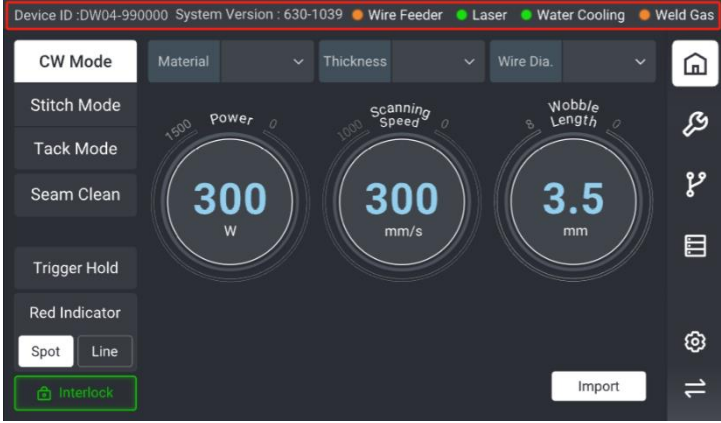 Device ID :DW04-990000 System Version : 630-1039 Wire Feeder Laser Water Cooling Weld Gas
CW Mode
Material Thickness Wire Dia.
Stitch Mode
Tack Mode
Seam Clean
Trigger Hold
Red Indicator
Spot Line
Interlock
1500 Power 0
300
W
1000 Scanning Speed 0
300
mm/s
8 Wobble Length 0
3.5
mm
Import